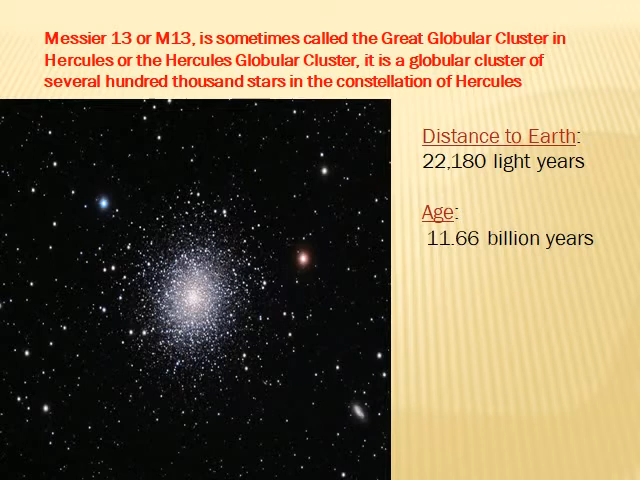 Messier 13 or M13, is sometimes called the Great Globular Cluster in
Hercules or the Hercules Globular Cluster, it is a globular cluster of
several hundred thousand stars in the constellation of Hercules
Distance to Earth:
22,180 light years
Age:
11.66 billion years